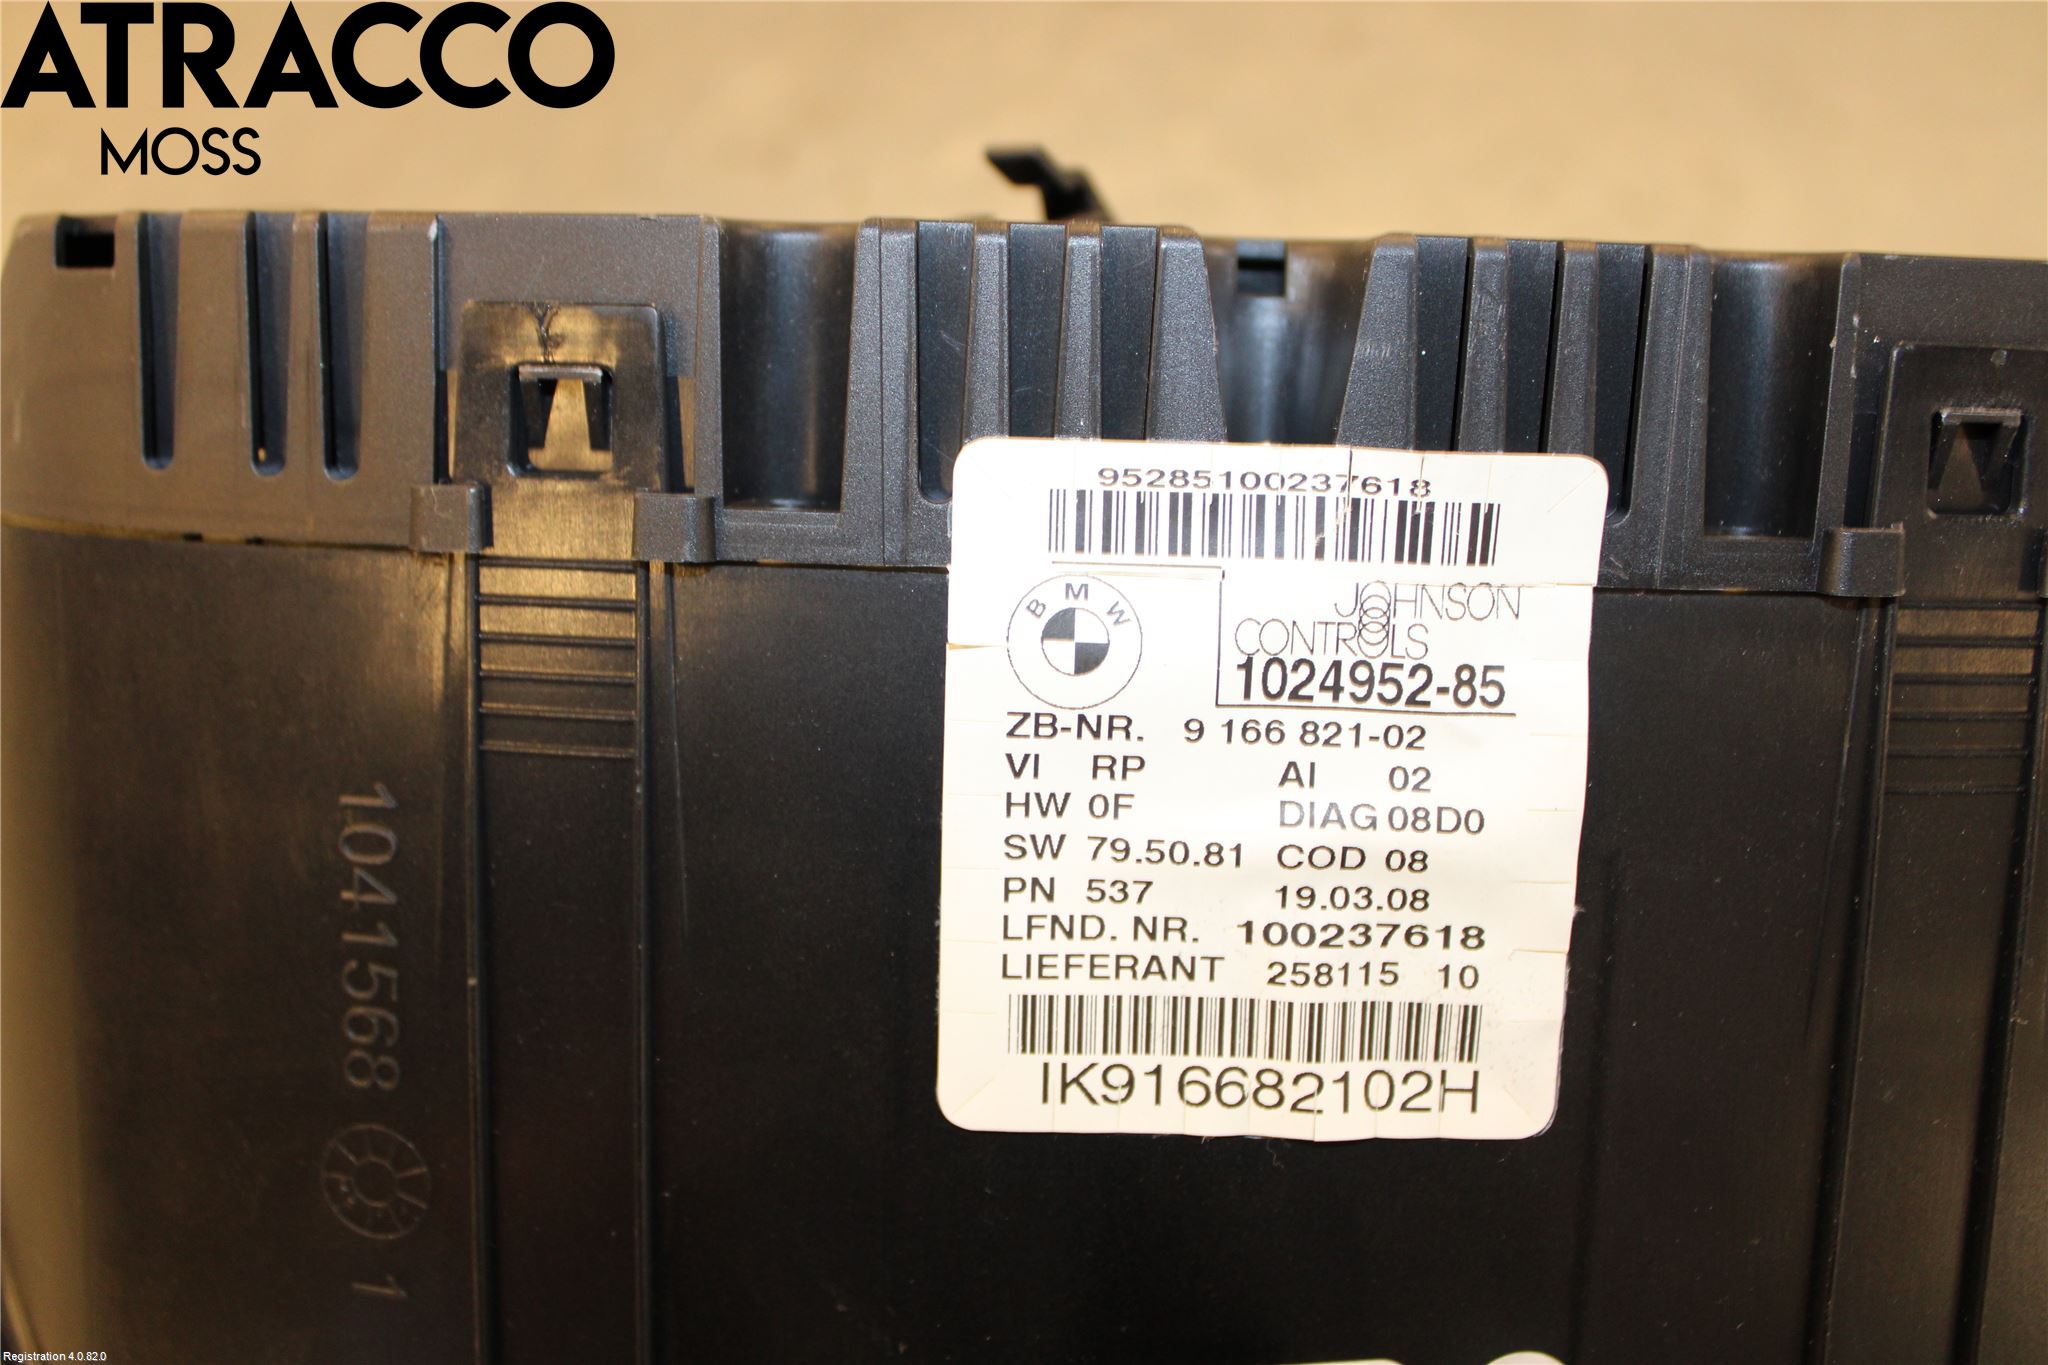 ATRACCO
MOSS
95285100237618
BMW
JOHNSON
CONTROLS
1024952-85
ZB-NR. 9 166 821-02
VI RP AI 02
HW 0F DIAG 08D0
SW 79.50.81 COD 08
PN 537 19.03.08
LFND. NR. 100237618
LIEFERANT 258115 10
IK916682102H
1041568 1
Registration 4.0.82.0